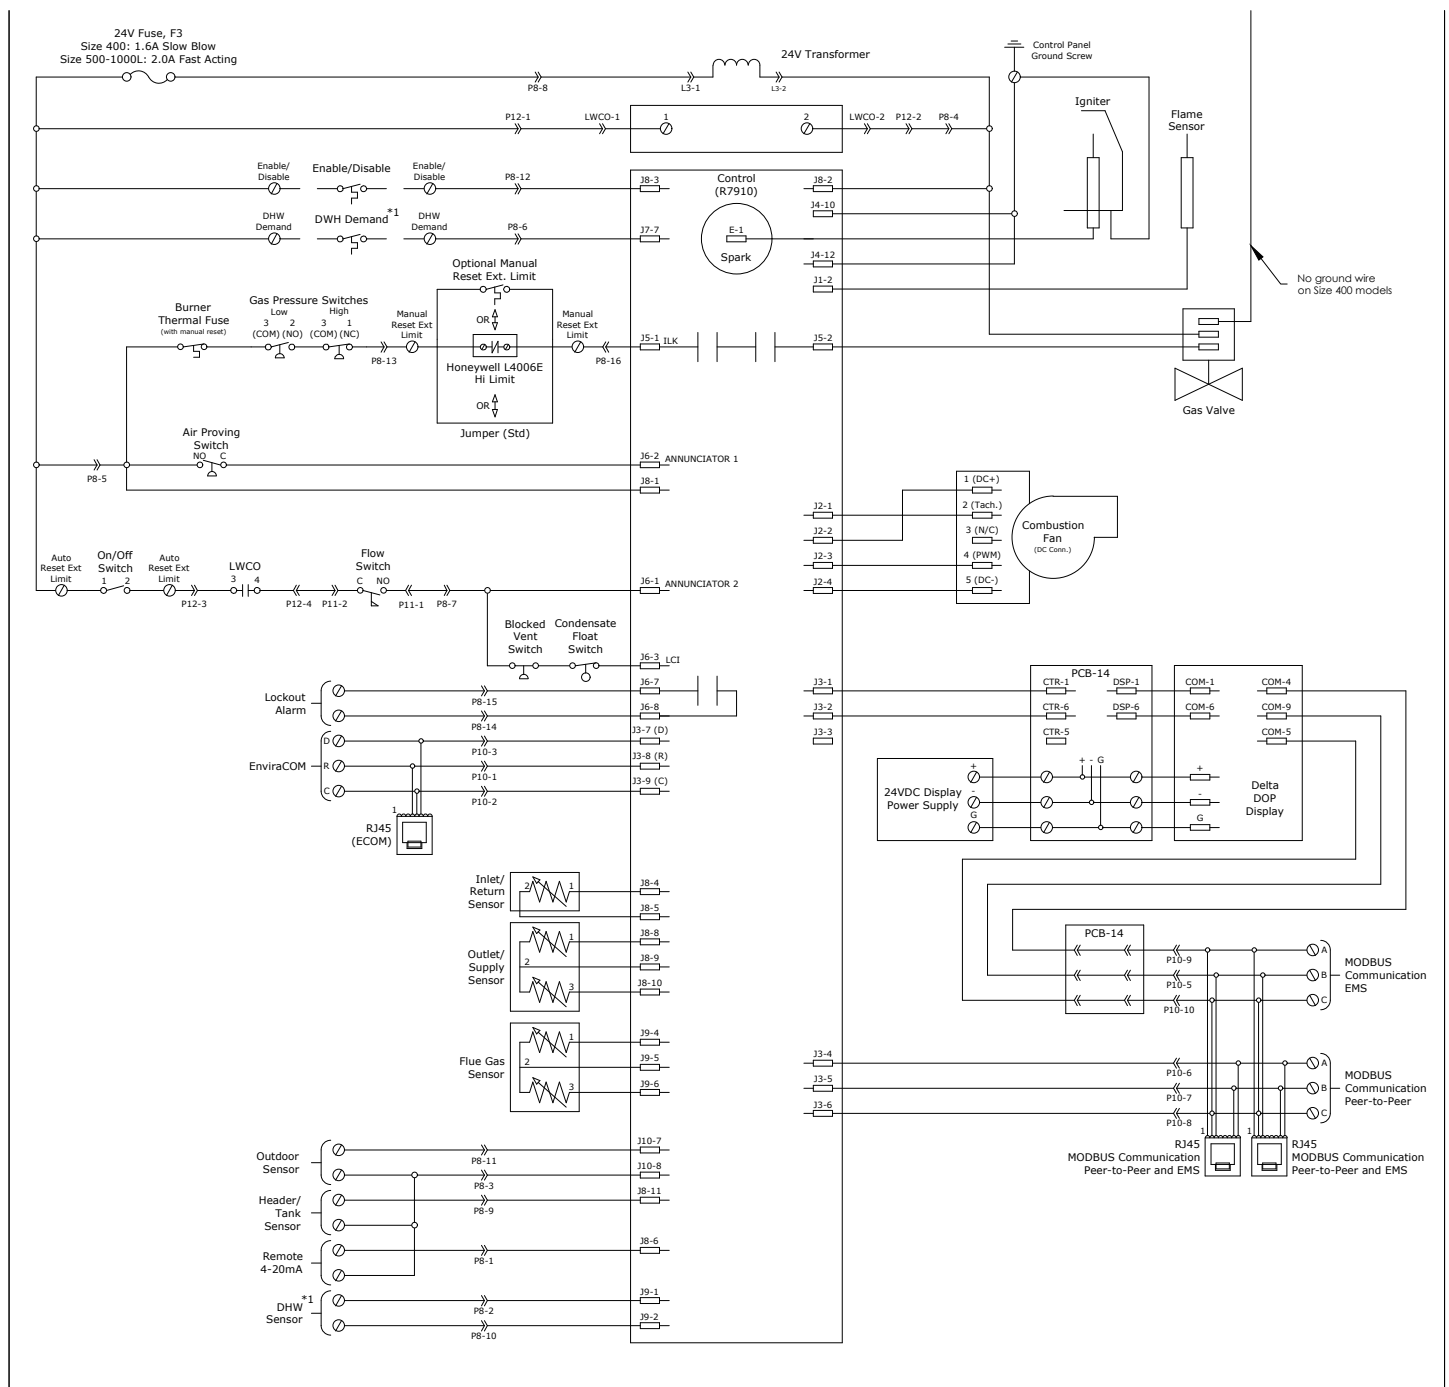 24V Fuse, F3
Size 400: 1.6A Slow Blow
Size 500-1000L: 2.0A Fast Acting
P8-8
L3-1
24V Transformer
L3-2
Control Panel
Ground Screw
Igniter
Flame
Sensor
P12-1
LWCO-1
1
2
LWCO-2
P12-2
P8-4
Enable/
Disable
Enable/Disable
Enable/
Disable
P8-12
J8-3
Control
(R7910)
J8-2
J4-10
DHW
Demand
DWH Demand*1
DHW
Demand
P8-6
J7-7
E-1
Spark
J4-12
J1-2
No ground wire
on Size 400 models
Optional Manual
Reset Ext. Limit
Burner
Thermal Fuse
(with manual reset)
Gas Pressure Switches
Low
High
3
2
3
1
(COM)
(NO)
(COM)
(NC)
P8-13
Manual
Reset Ext
Limit
OR
Honeywell L4006E
Hi Limit
OR
Jumper (Std)
Manual
Reset Ext
Limit
P8-16
J5-1
ILK
J5-2
Gas Valve
Air Proving
Switch
NO
C
P8-5
J6-2
ANNUNCIATOR 1
J8-1
J2-1
J2-2
J2-3
J2-4
1 (DC+)
2 (Tach.)
3 (N/C)
4 (PWM)
5 (DC-)
Combustion
Fan
(DC Conn.)
Auto
Reset Ext
Limit
On/Off
Switch
1
2
Auto
Reset Ext
Limit
P12-3
LWCO
3
4
P12-4
P11-2
Flow
Switch
C
NO
P11-1
P8-7
J6-1
ANNUNCIATOR 2
Blocked
Vent
Switch
Condensate
Float
Switch
J6-3
LCI
Lockout
Alarm
P8-15
P8-14
J6-7
J6-8
EnviraCOM
D
R
C
P10-3
P10-1
P10-2
J3-7 (D)
J3-8 (R)
J3-9 (C)
1
RJ45
(ECOM)
J3-1
J3-2
J3-3
PCB-14
CTR-1
DSP-1
CTR-6
DSP-6
CTR-5
COM-1
COM-4
COM-6
COM-9
COM-5
24VDC Display
Power Supply
+
-
G
+ - G
+
-
G
Delta
DOP
Display
Inlet/
Return
Sensor
2
1
J8-4
J8-5
Outlet/
Supply
Sensor
1
2
3
J8-8
J8-9
J8-10
Flue Gas
Sensor
1
2
3
J9-4
J9-5
J9-6
PCB-14
P10-9
P10-5
P10-10
A
B
C
MODBUS
Communication
EMS
J3-4
J3-5
J3-6
P10-6
P10-7
P10-8
A
B
C
MODBUS
Communication
Peer-to-Peer
1
RJ45
MODBUS Communication
Peer-to-Peer and EMS
1
RJ45
MODBUS Communication
Peer-to-Peer and EMS
Outdoor
Sensor
P8-11
P8-3
J10-7
J10-8
Header/
Tank
Sensor
P8-9
J8-11
Remote
4-20mA
P8-1
J8-6
DHW*1
Sensor
P8-2
P8-10
J9-1
J9-2